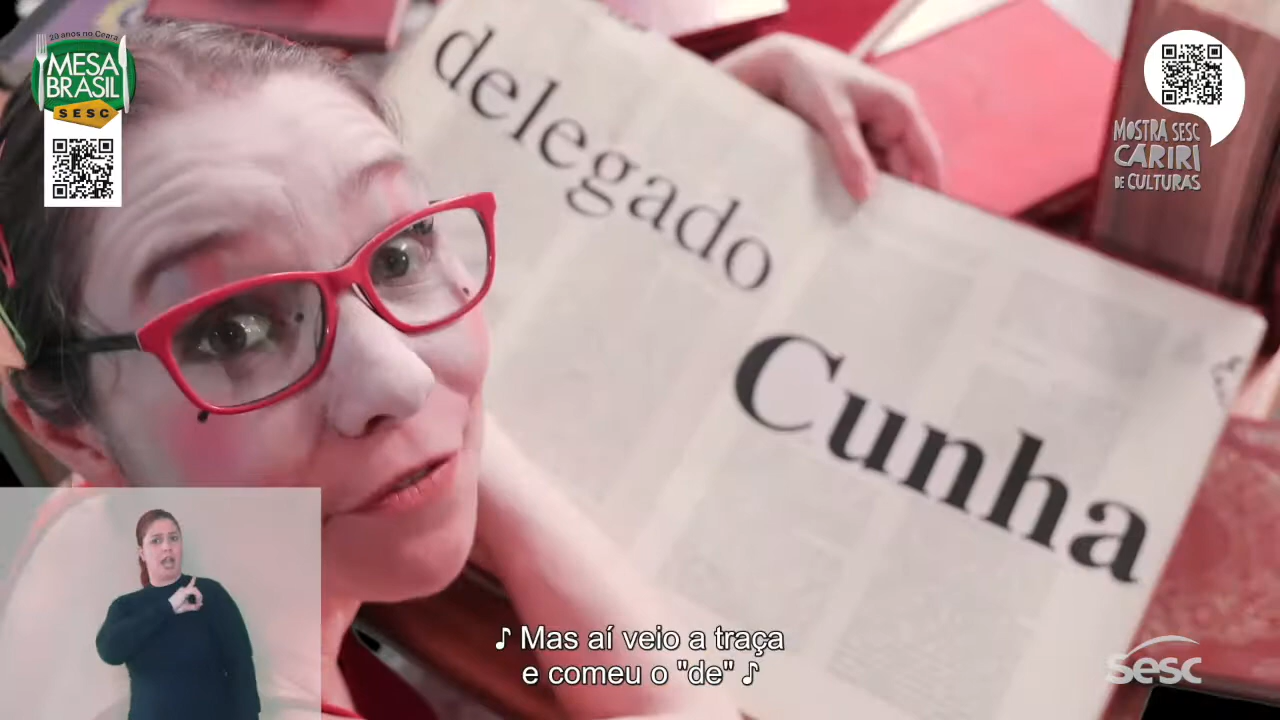 20 anos no Ceará
MESA
BRASIL
SESC
delegado
Cunha
MOSTRA SESC
CARIRI
DE CULTURAS
♪ Mas aí veio a traça
e comeu o "de" ♪
sesc